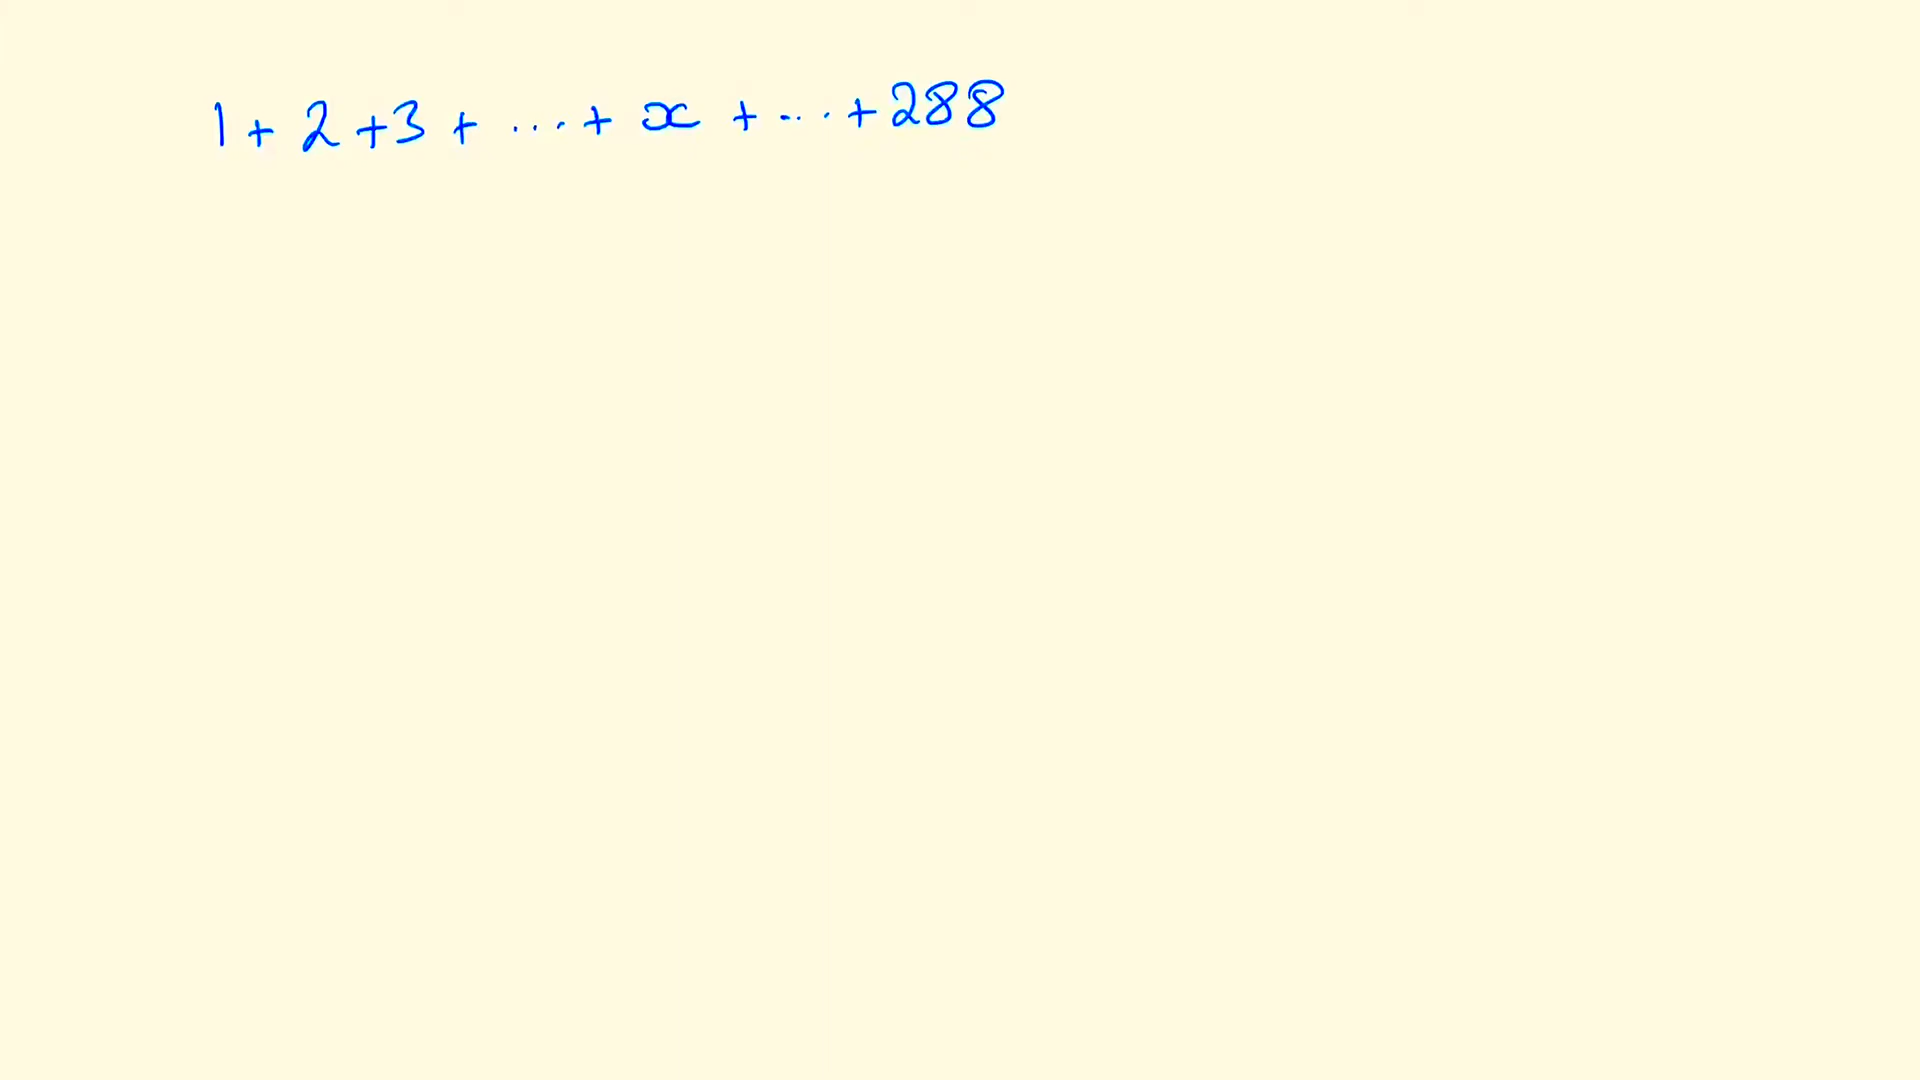 1 + 2 + 3 + ... + x + ... + 288